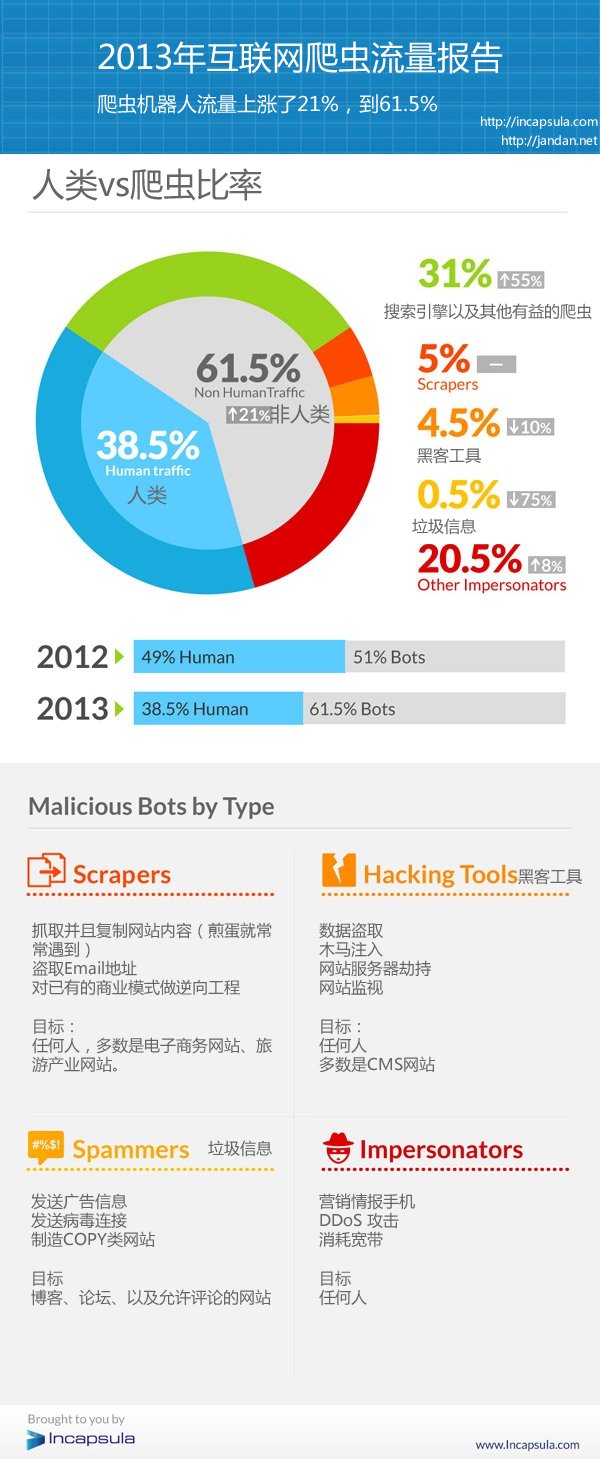 2013年互联网爬虫流量报告
爬虫机器人流量上涨了21%，到61.5%
http://incapsula.com
http://jandan.net
人类vs爬虫比率
31% ↑55%
搜索引擎以及其他有益的爬虫
5% —
Scrapers
4.5% ↓10%
黑客工具
0.5% ↓75%
垃圾信息
20.5% ↑8%
Other Impersonators
61.5%
Non HumanTraffic
↑21%非人类
38.5%
Human traffic
人类
2012 49% Human 51% Bots
2013 38.5% Human 61.5% Bots
Malicious Bots by Type
Scrapers
抓取并且复制网站内容（煎蛋就常
常遇到）
盗取Email地址
对已有的商业模式做逆向工程
目标：
任何人，多数是电子商务网站、旅
游产业网站。
Hacking Tools黑客工具
数据盗取
木马注入
网站服务器劫持
网站监视
目标：
任何人
多数是CMS网站
#%$!
Spammers 垃圾信息
发送广告信息
发送病毒连接
制造COPY类网站
目标
博客、论坛、以及允许评论的网站
Impersonators
营销情报手机
DDoS 攻击
消耗宽带
目标
任何人
Brought to you by
Incapsula
www.Incapsula.com